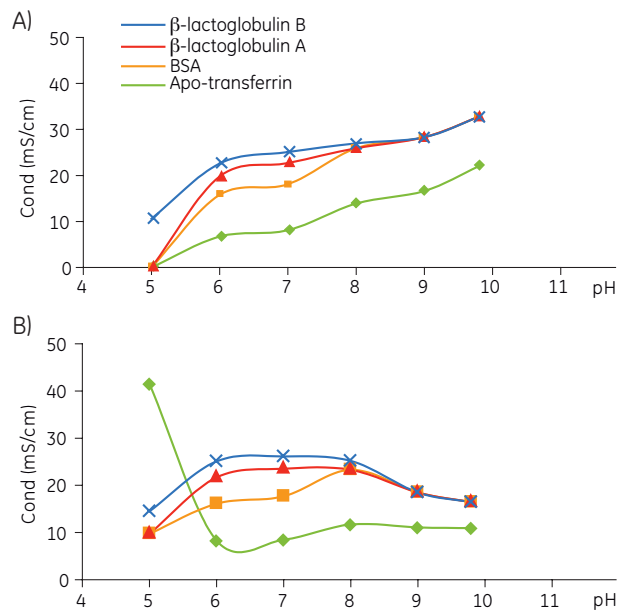 A)
β-lactoglobulin B
β-lactoglobulin A
BSA
Apo-transferrin
50
40
30
20
10
0
Cond (mS/cm)
4 5 6 7 8 9 10 11 pH
B)
50
40
30
20
10
0
Cond (mS/cm)
4 5 6 7 8 9 10 11 pH